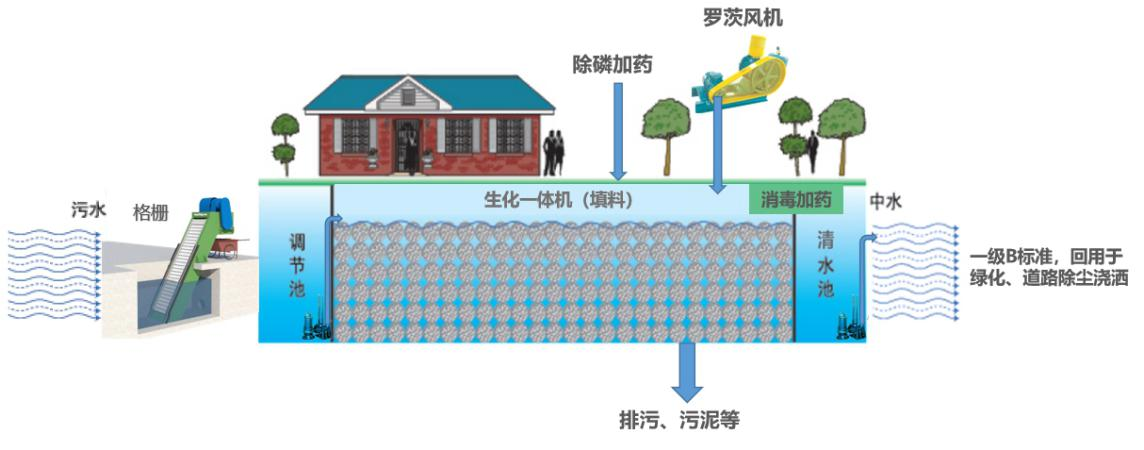 罗茨风机
除磷加药
污水
格栅
生化一体机（填料）
消毒加药
中水
调节池
清水池
一级B标准，回用于
绿化、道路除尘浇洒
排污、污泥等